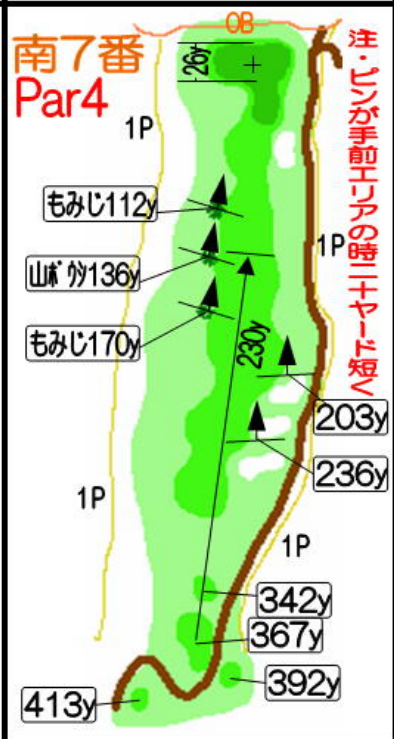 南7番
Par4
OB
26y
注・ピンが手前エリアの時二十ヤード短く
1P
もみじ112y
山ボウシ136y
1P
もみじ170y
230y
203y
236y
1P
1P
342y
367y
392y
413y